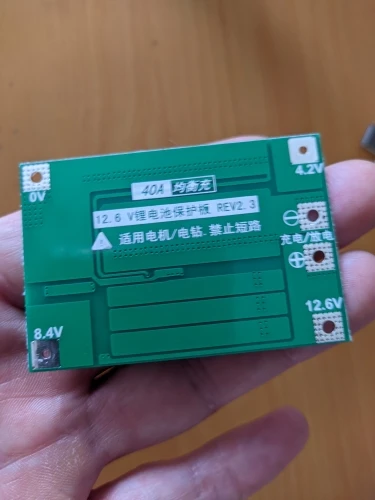 40A 均衡充
4.2V
0V
12.6 V锂电池保护板 REV2.3
适用电机/电钻 禁止短路
充电/放电
12.6V
8.4V